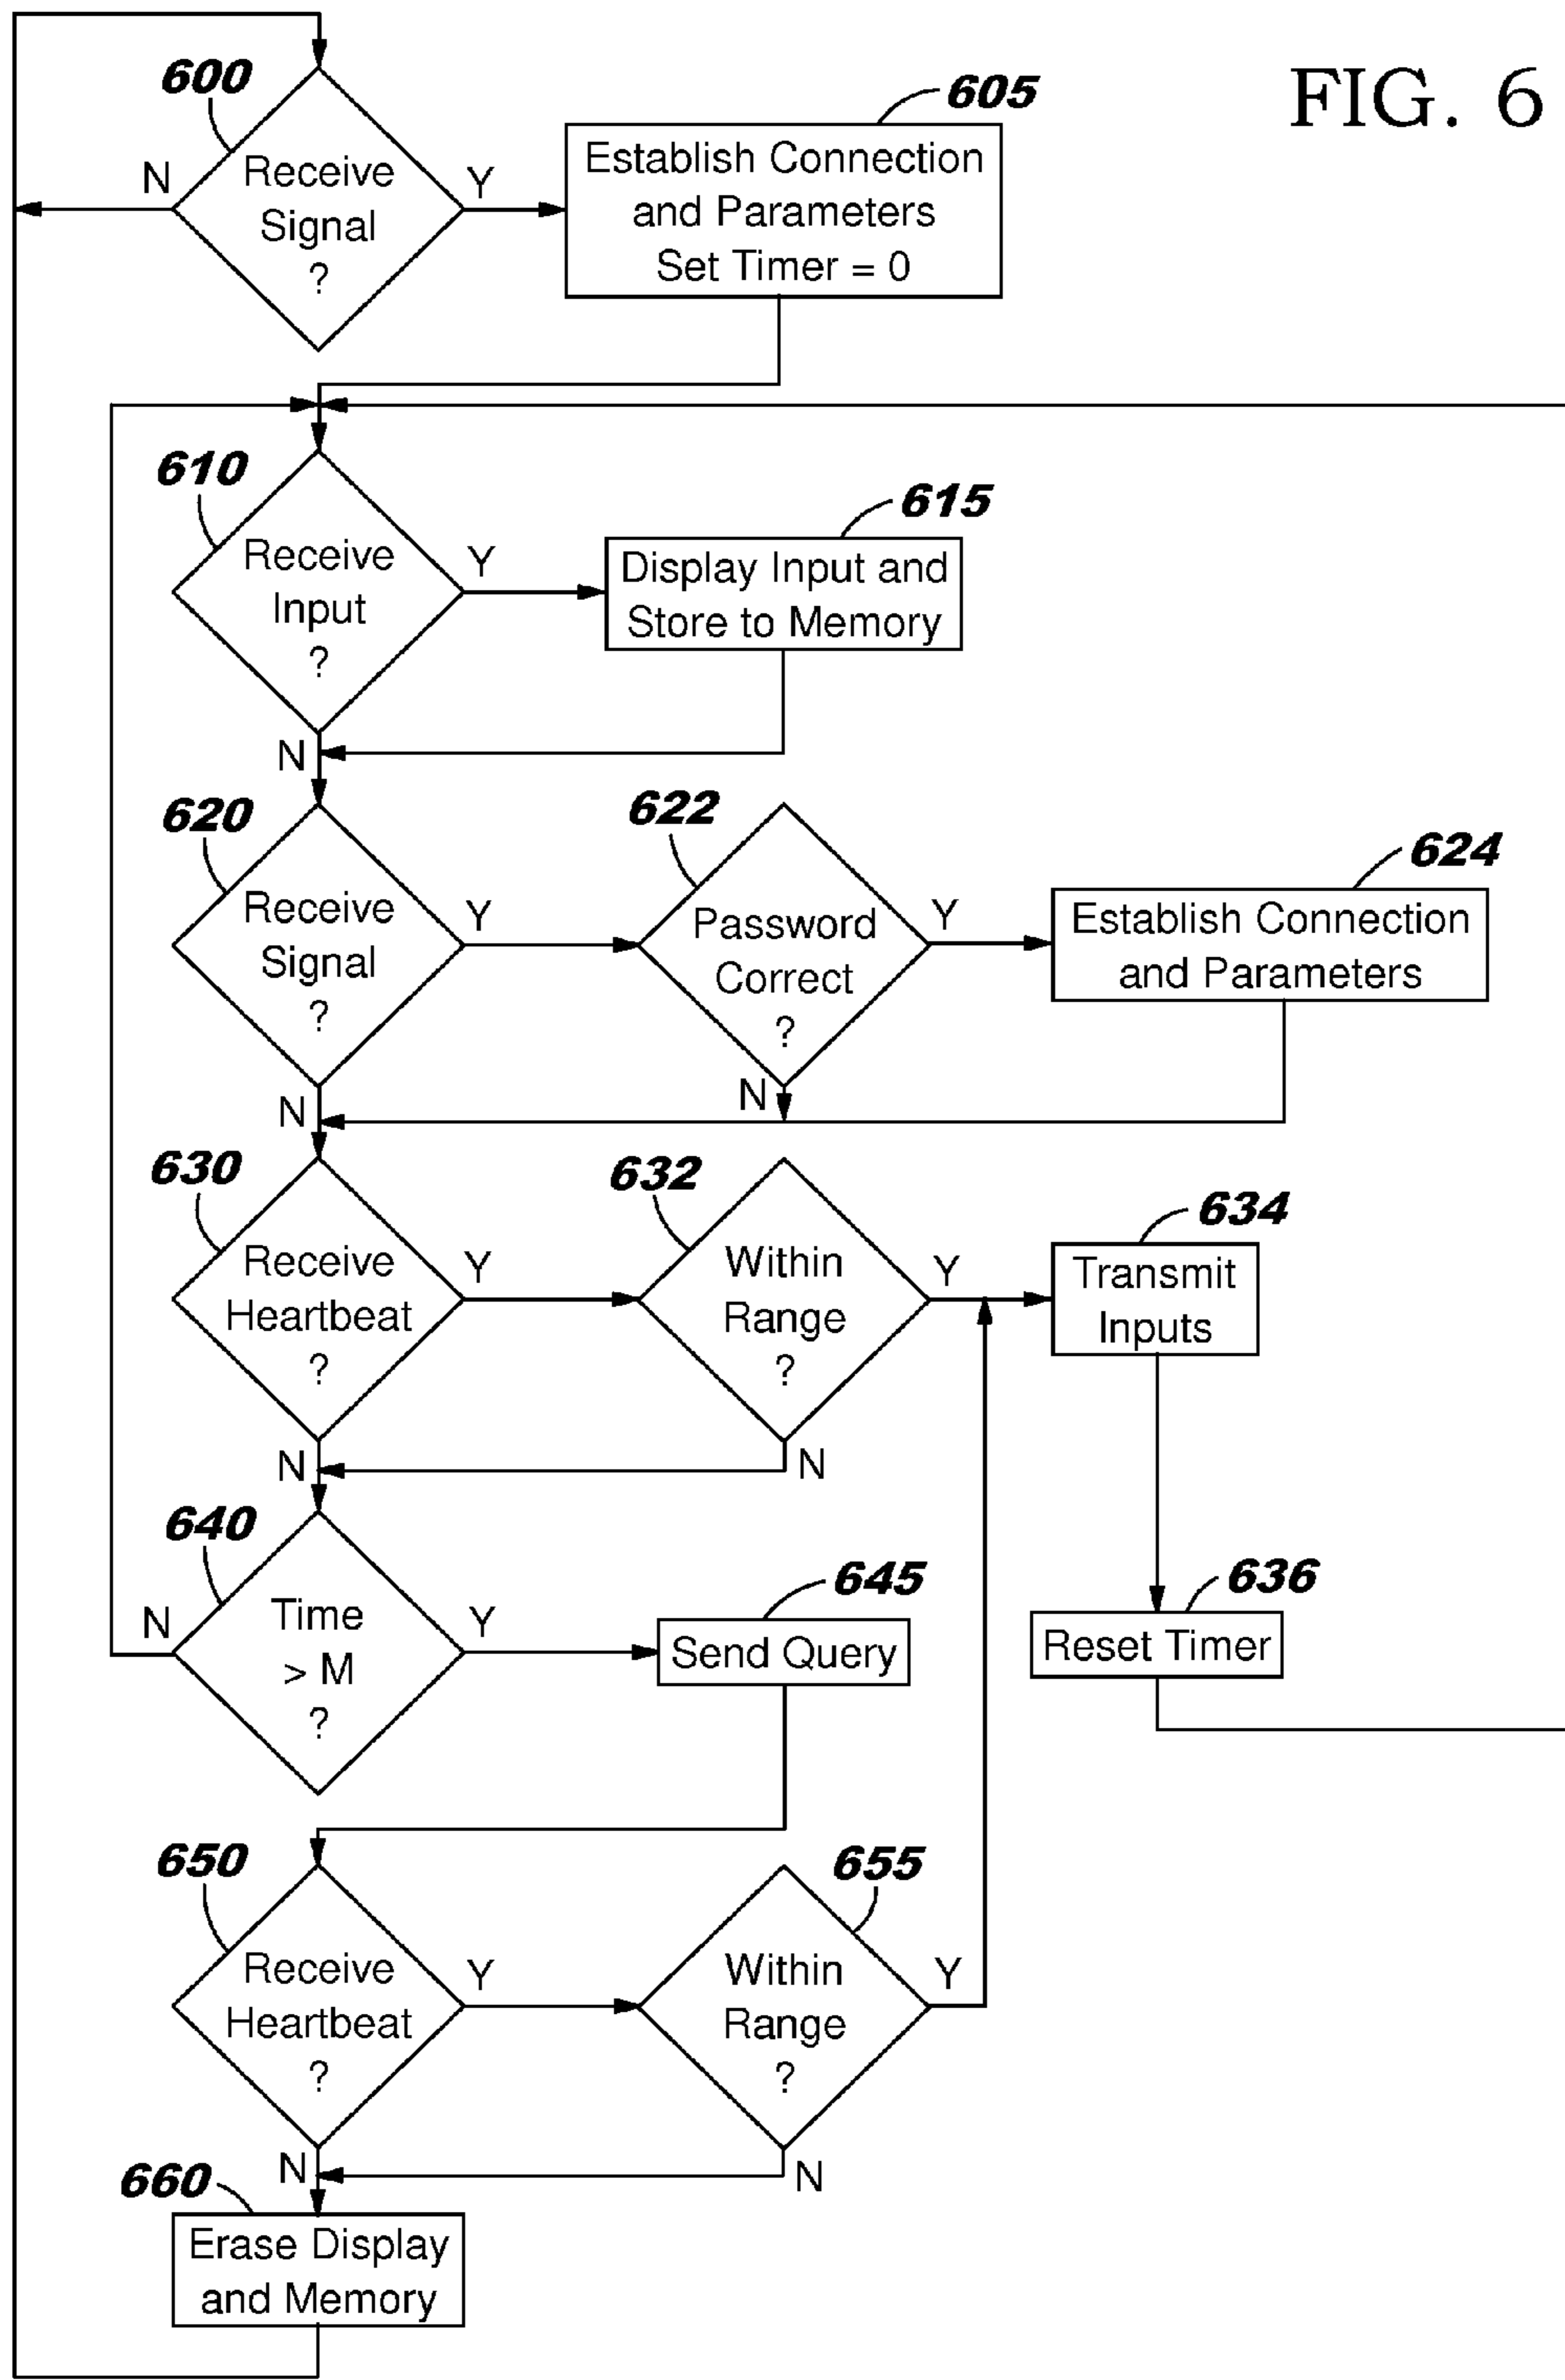 FIG. 6
600
605
N
Receive
Signal
?
Y
Establish Connection
and Parameters
Set Timer = 0
610
615
Receive
Input
?
Y
Display Input and
Store to Memory
N
620
622
624
Receive
Signal
?
Y
Password
Correct
?
Y
Establish Connection
and Parameters
N
N
630
632
634
Receive
Heartbeat
?
Y
Within
Range
?
Y
Transmit
Inputs
N
N
640
645
636
N
Time
> M
?
Y
Send Query
Reset Timer
650
655
Receive
Heartbeat
?
Y
Within
Range
?
Y
N
N
660
Erase Display
and Memory